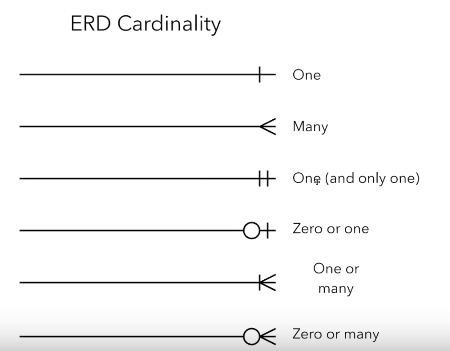 ERD Cardinality
One
Many
One (and only one)
Zero or one
One or
many
Zero or many